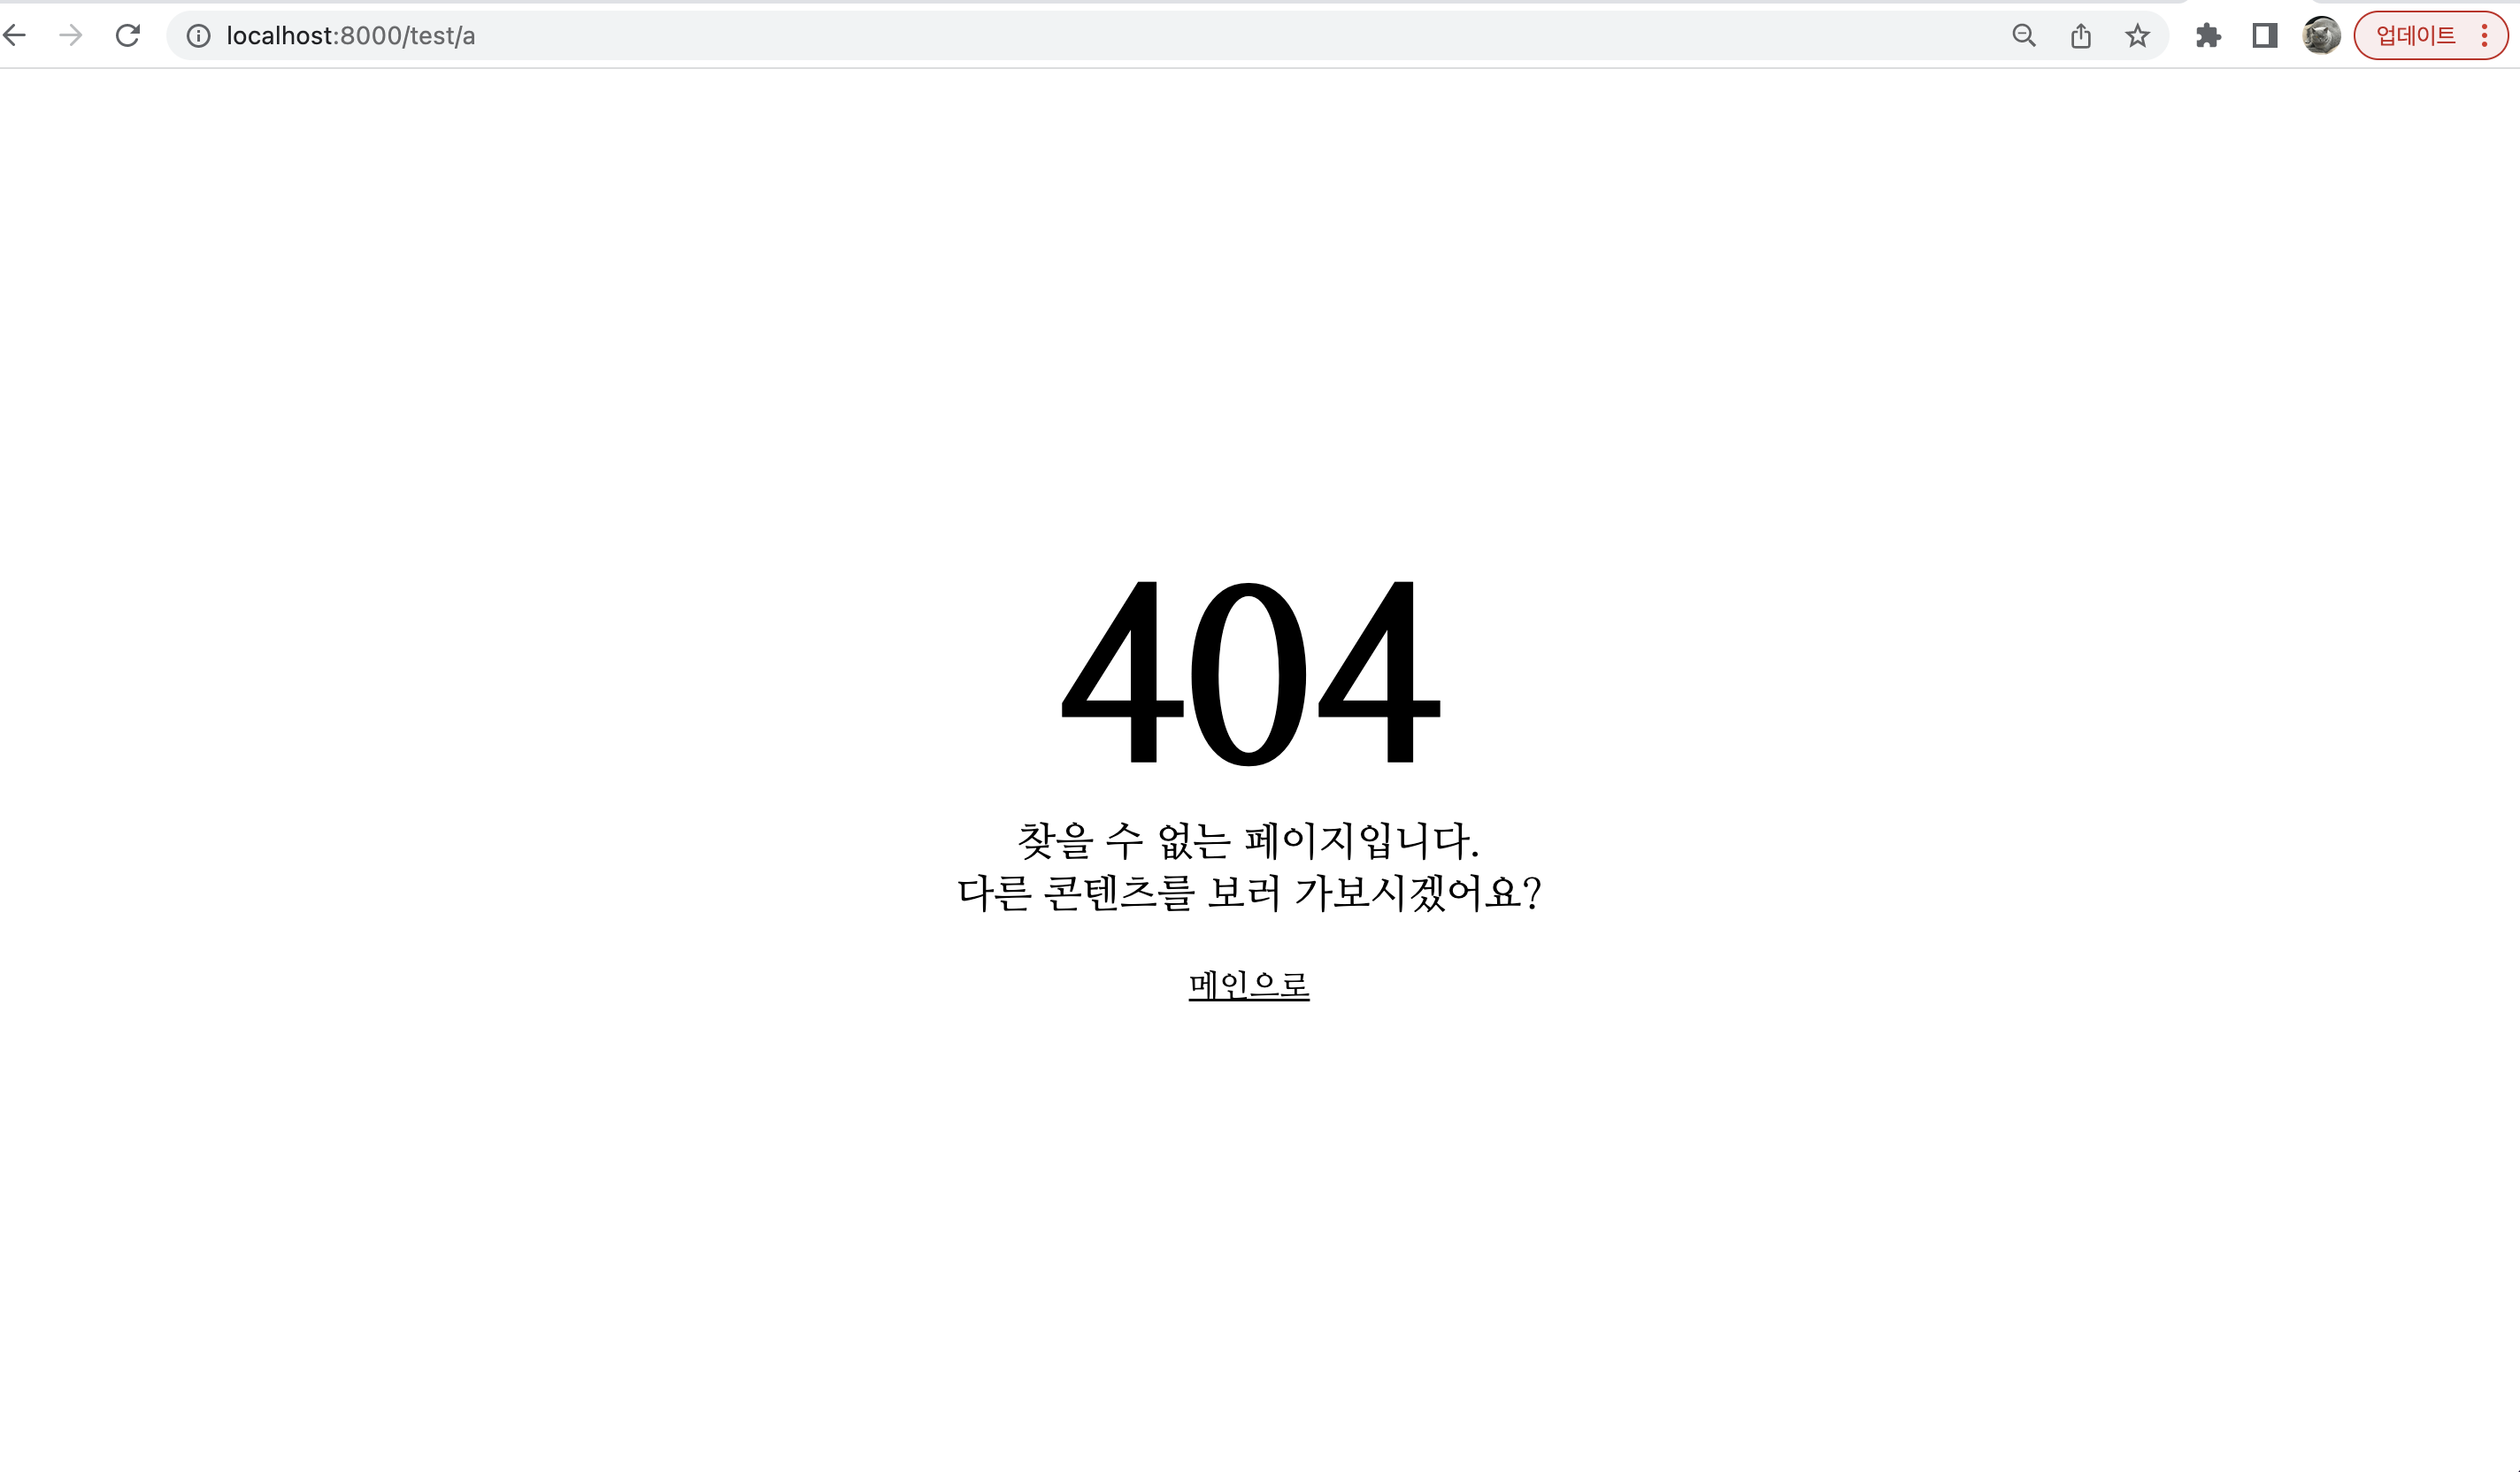 localhost:8000/test/a
업데이트
404
찾을 수 없는 페이지입니다.
다른 콘텐츠를 보러 가보시겠어요?
메인으로